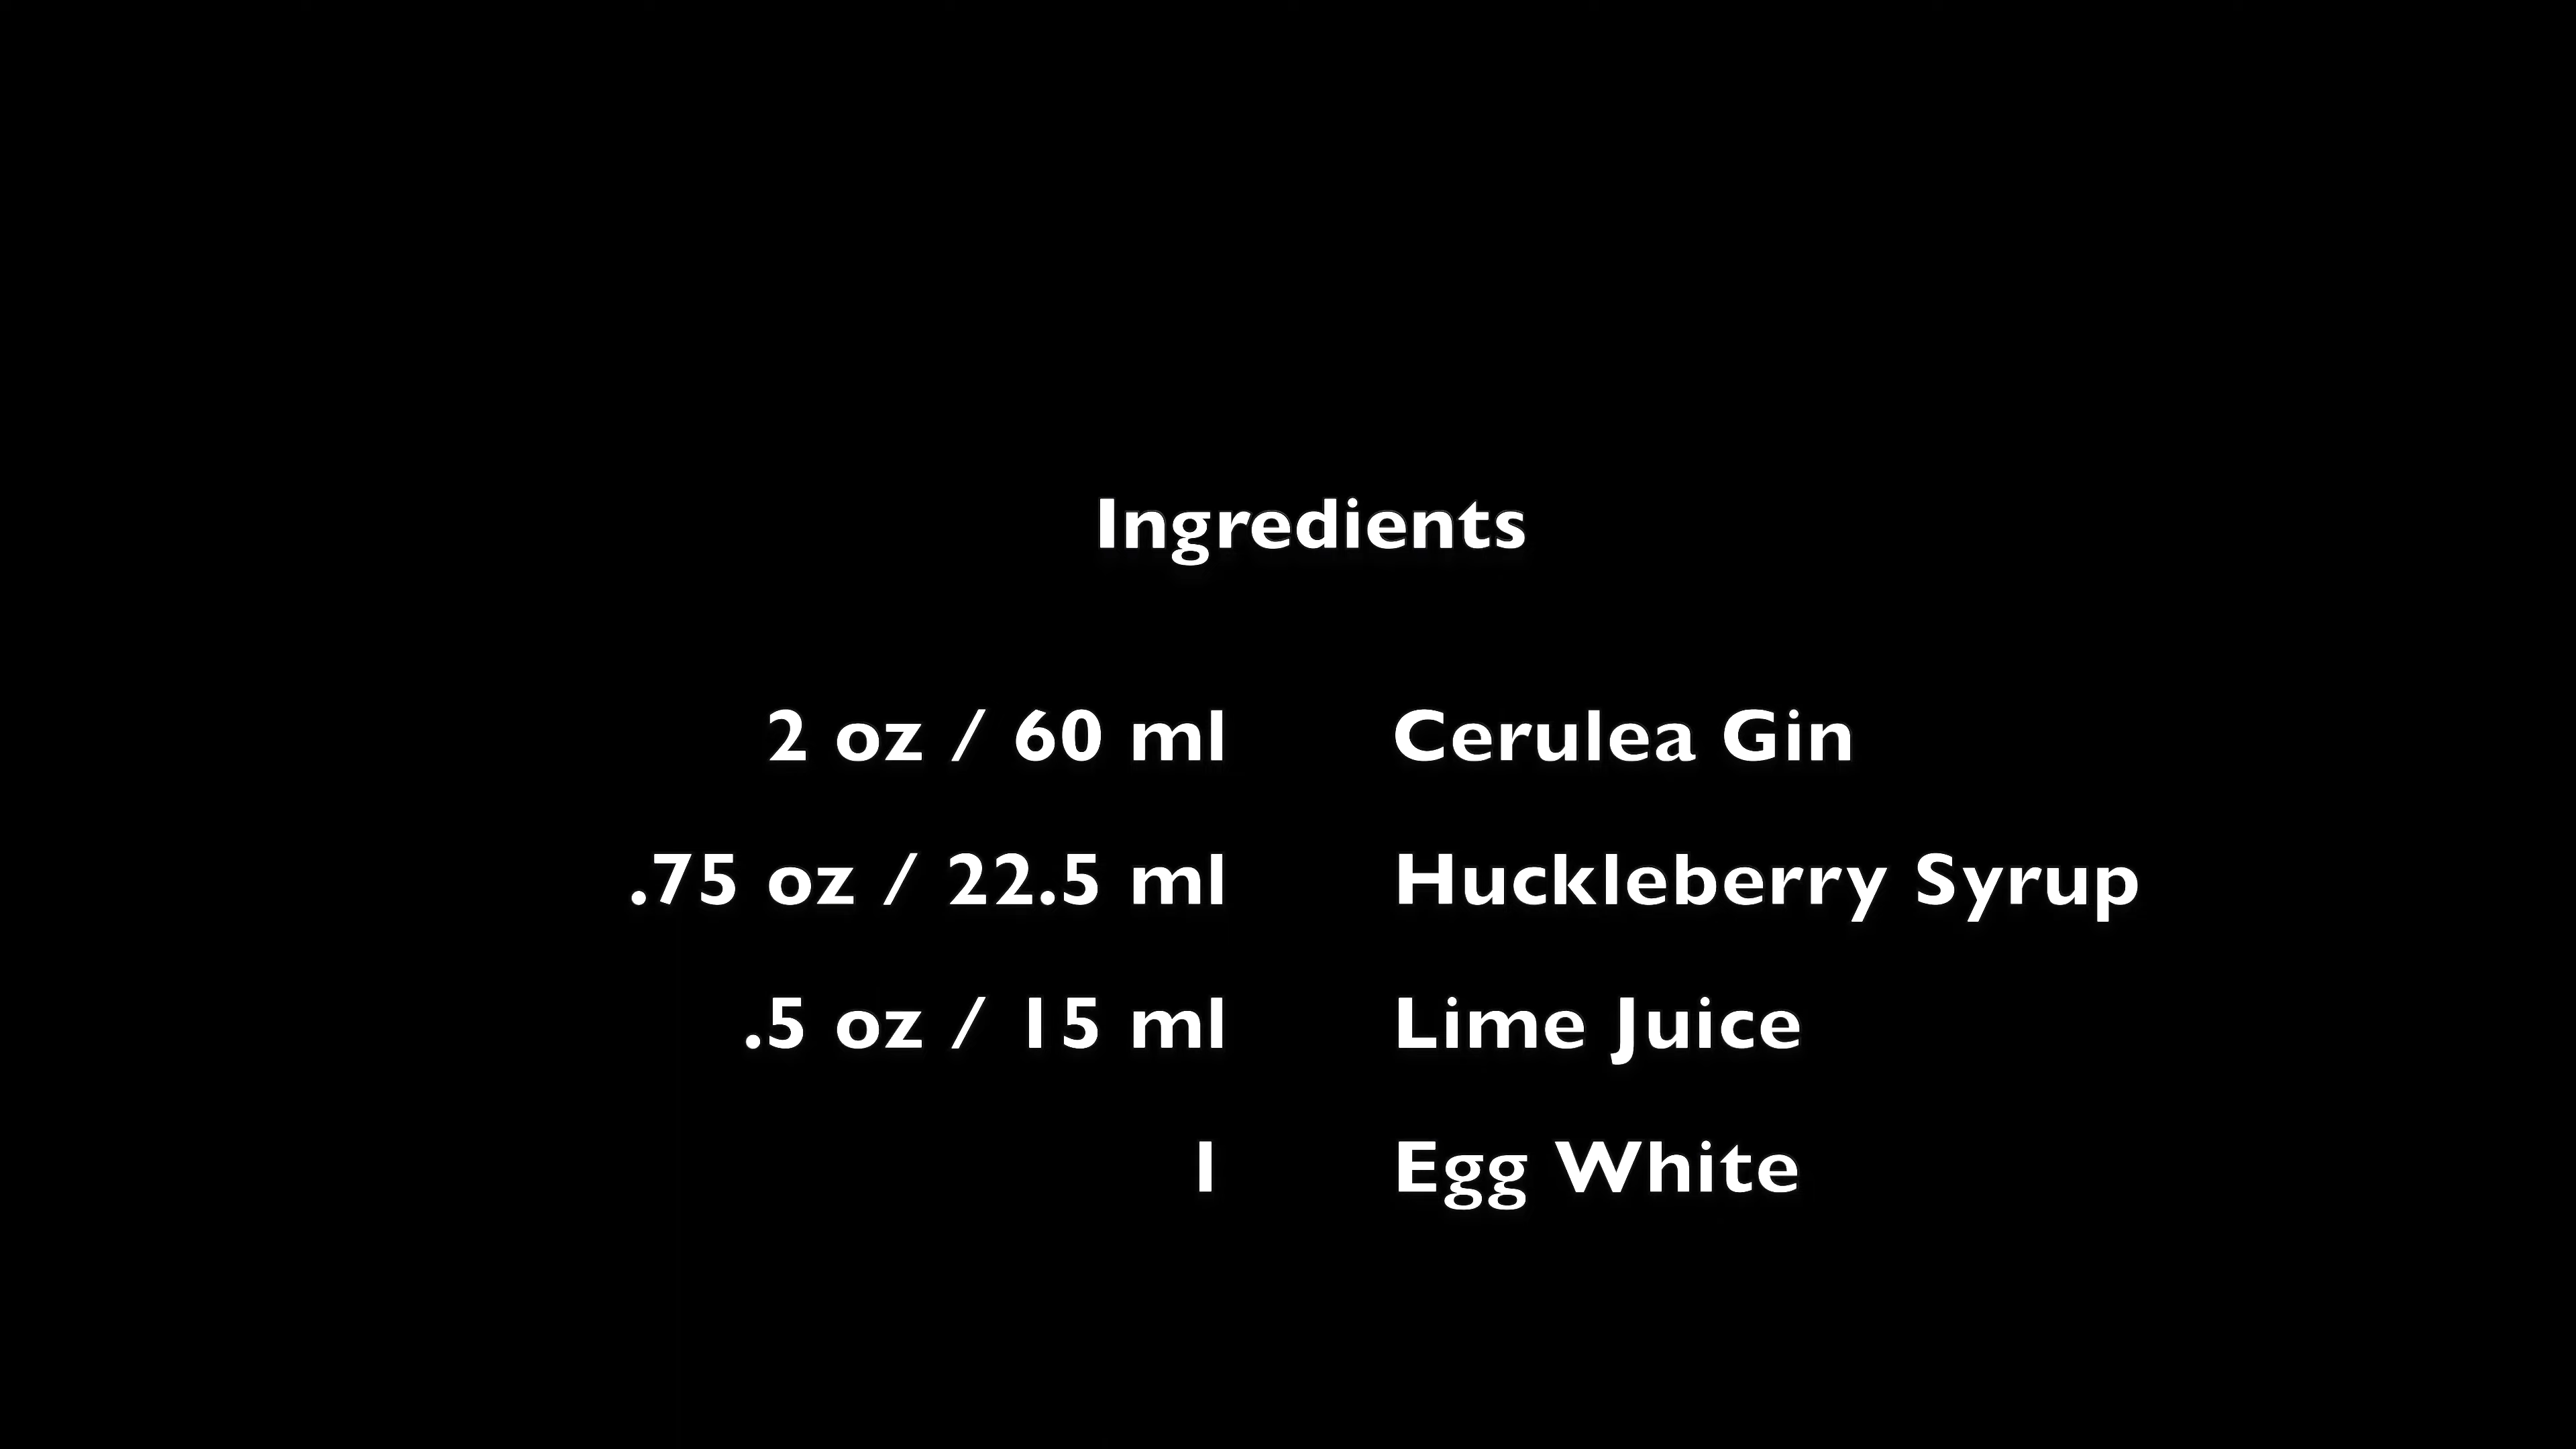 Ingredients
2 oz / 60 ml Cerulea Gin
.75 oz / 22.5 ml Huckleberry Syrup
.5 oz / 15 ml Lime Juice
1 Egg White